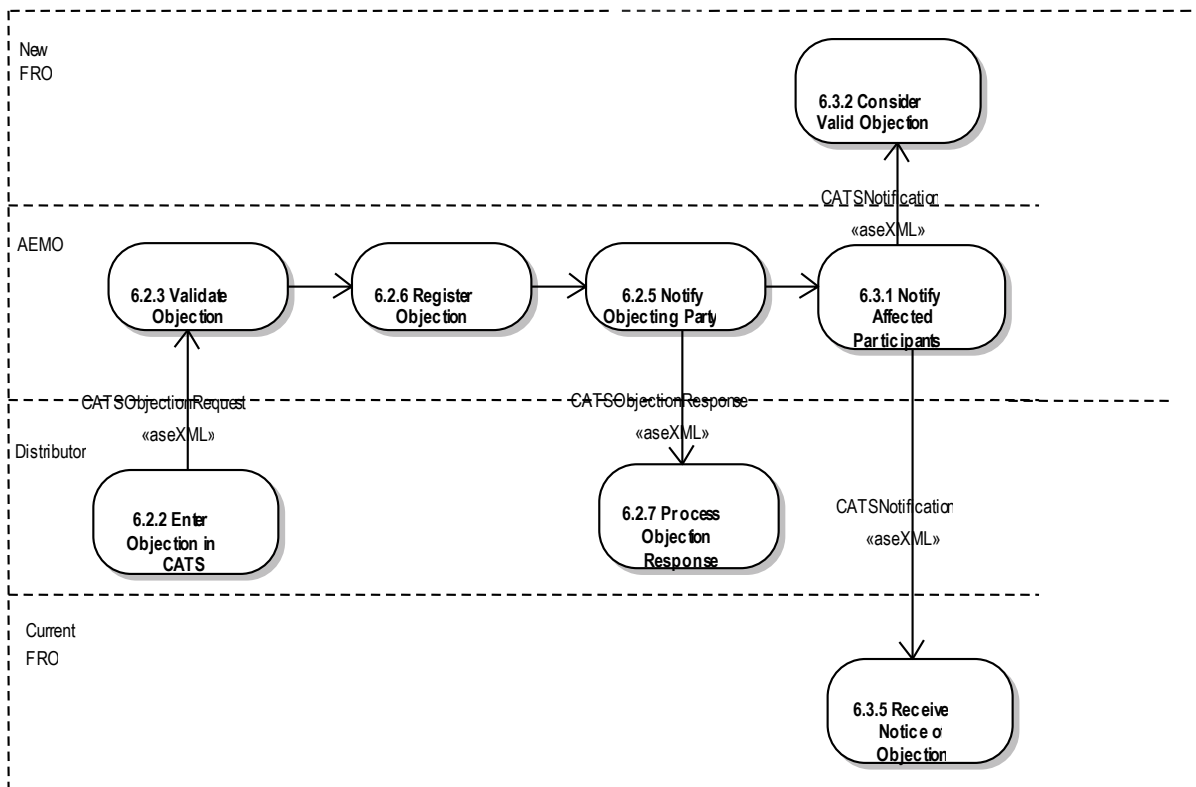 New
FRO
6.3.2 Consider
Valid Objection
CATSNotification
«aseXML»
AEMO
6.2.3 Validate
Objection
6.2.6 Register
Objection
6.2.5 Notify
Objecting Party
6.3.1 Notify
Affected
Participants
CATSObjectionRequest
«aseXML»
CATSObjectionResponse
«aseXML»
Distributor
6.2.2 Enter
Objection in
CATS
6.2.7 Process
Objection
Response
CATSNotification
«aseXML»
Current
FRO
6.3.5 Receive
Notice of
Objection